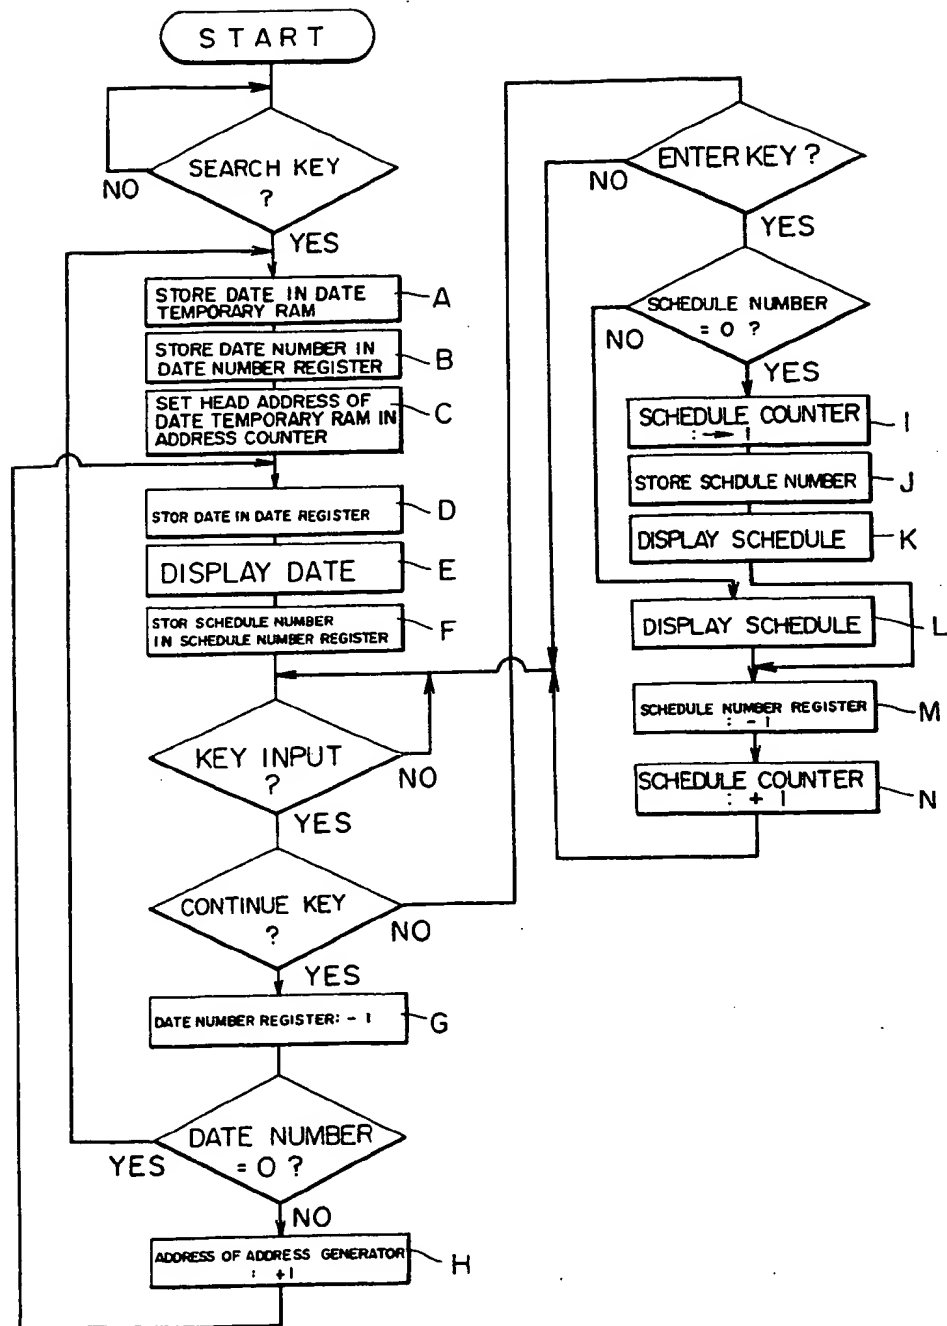 START
SEARCH KEY
?
NO
YES
STORE DATE IN DATE
TEMPORARY RAM
A
STORE DATE NUMBER IN
DATE NUMBER REGISTER
B
SET HEAD ADDRESS OF
DATE TEMPORARY RAM IN
ADDRESS COUNTER
C
STOR DATE IN DATE REGISTER
D
DISPLAY DATE
E
STOR SCHEDULE NUMBER
IN SCHEDULE NUMBER REGISTER
F
KEY INPUT
?
NO
YES
CONTINUE KEY
?
NO
YES
DATE NUMBER REGISTER: - 1
G
DATE NUMBER
= 0 ?
YES
NO
ADDRESS OF ADDRESS GENERATOR
: +1
H
ENTER KEY ?
NO
YES
SCHEDULE NUMBER
= 0 ?
NO
YES
SCHEDULE COUNTER
: → 1
I
STORE SCHDULE NUMBER
J
DISPLAY SCHEDULE
K
DISPLAY SCHEDULE
L
SCHEDULE NUMBER REGISTER
: - 1
M
SCHEDULE COUNTER
: + 1
N